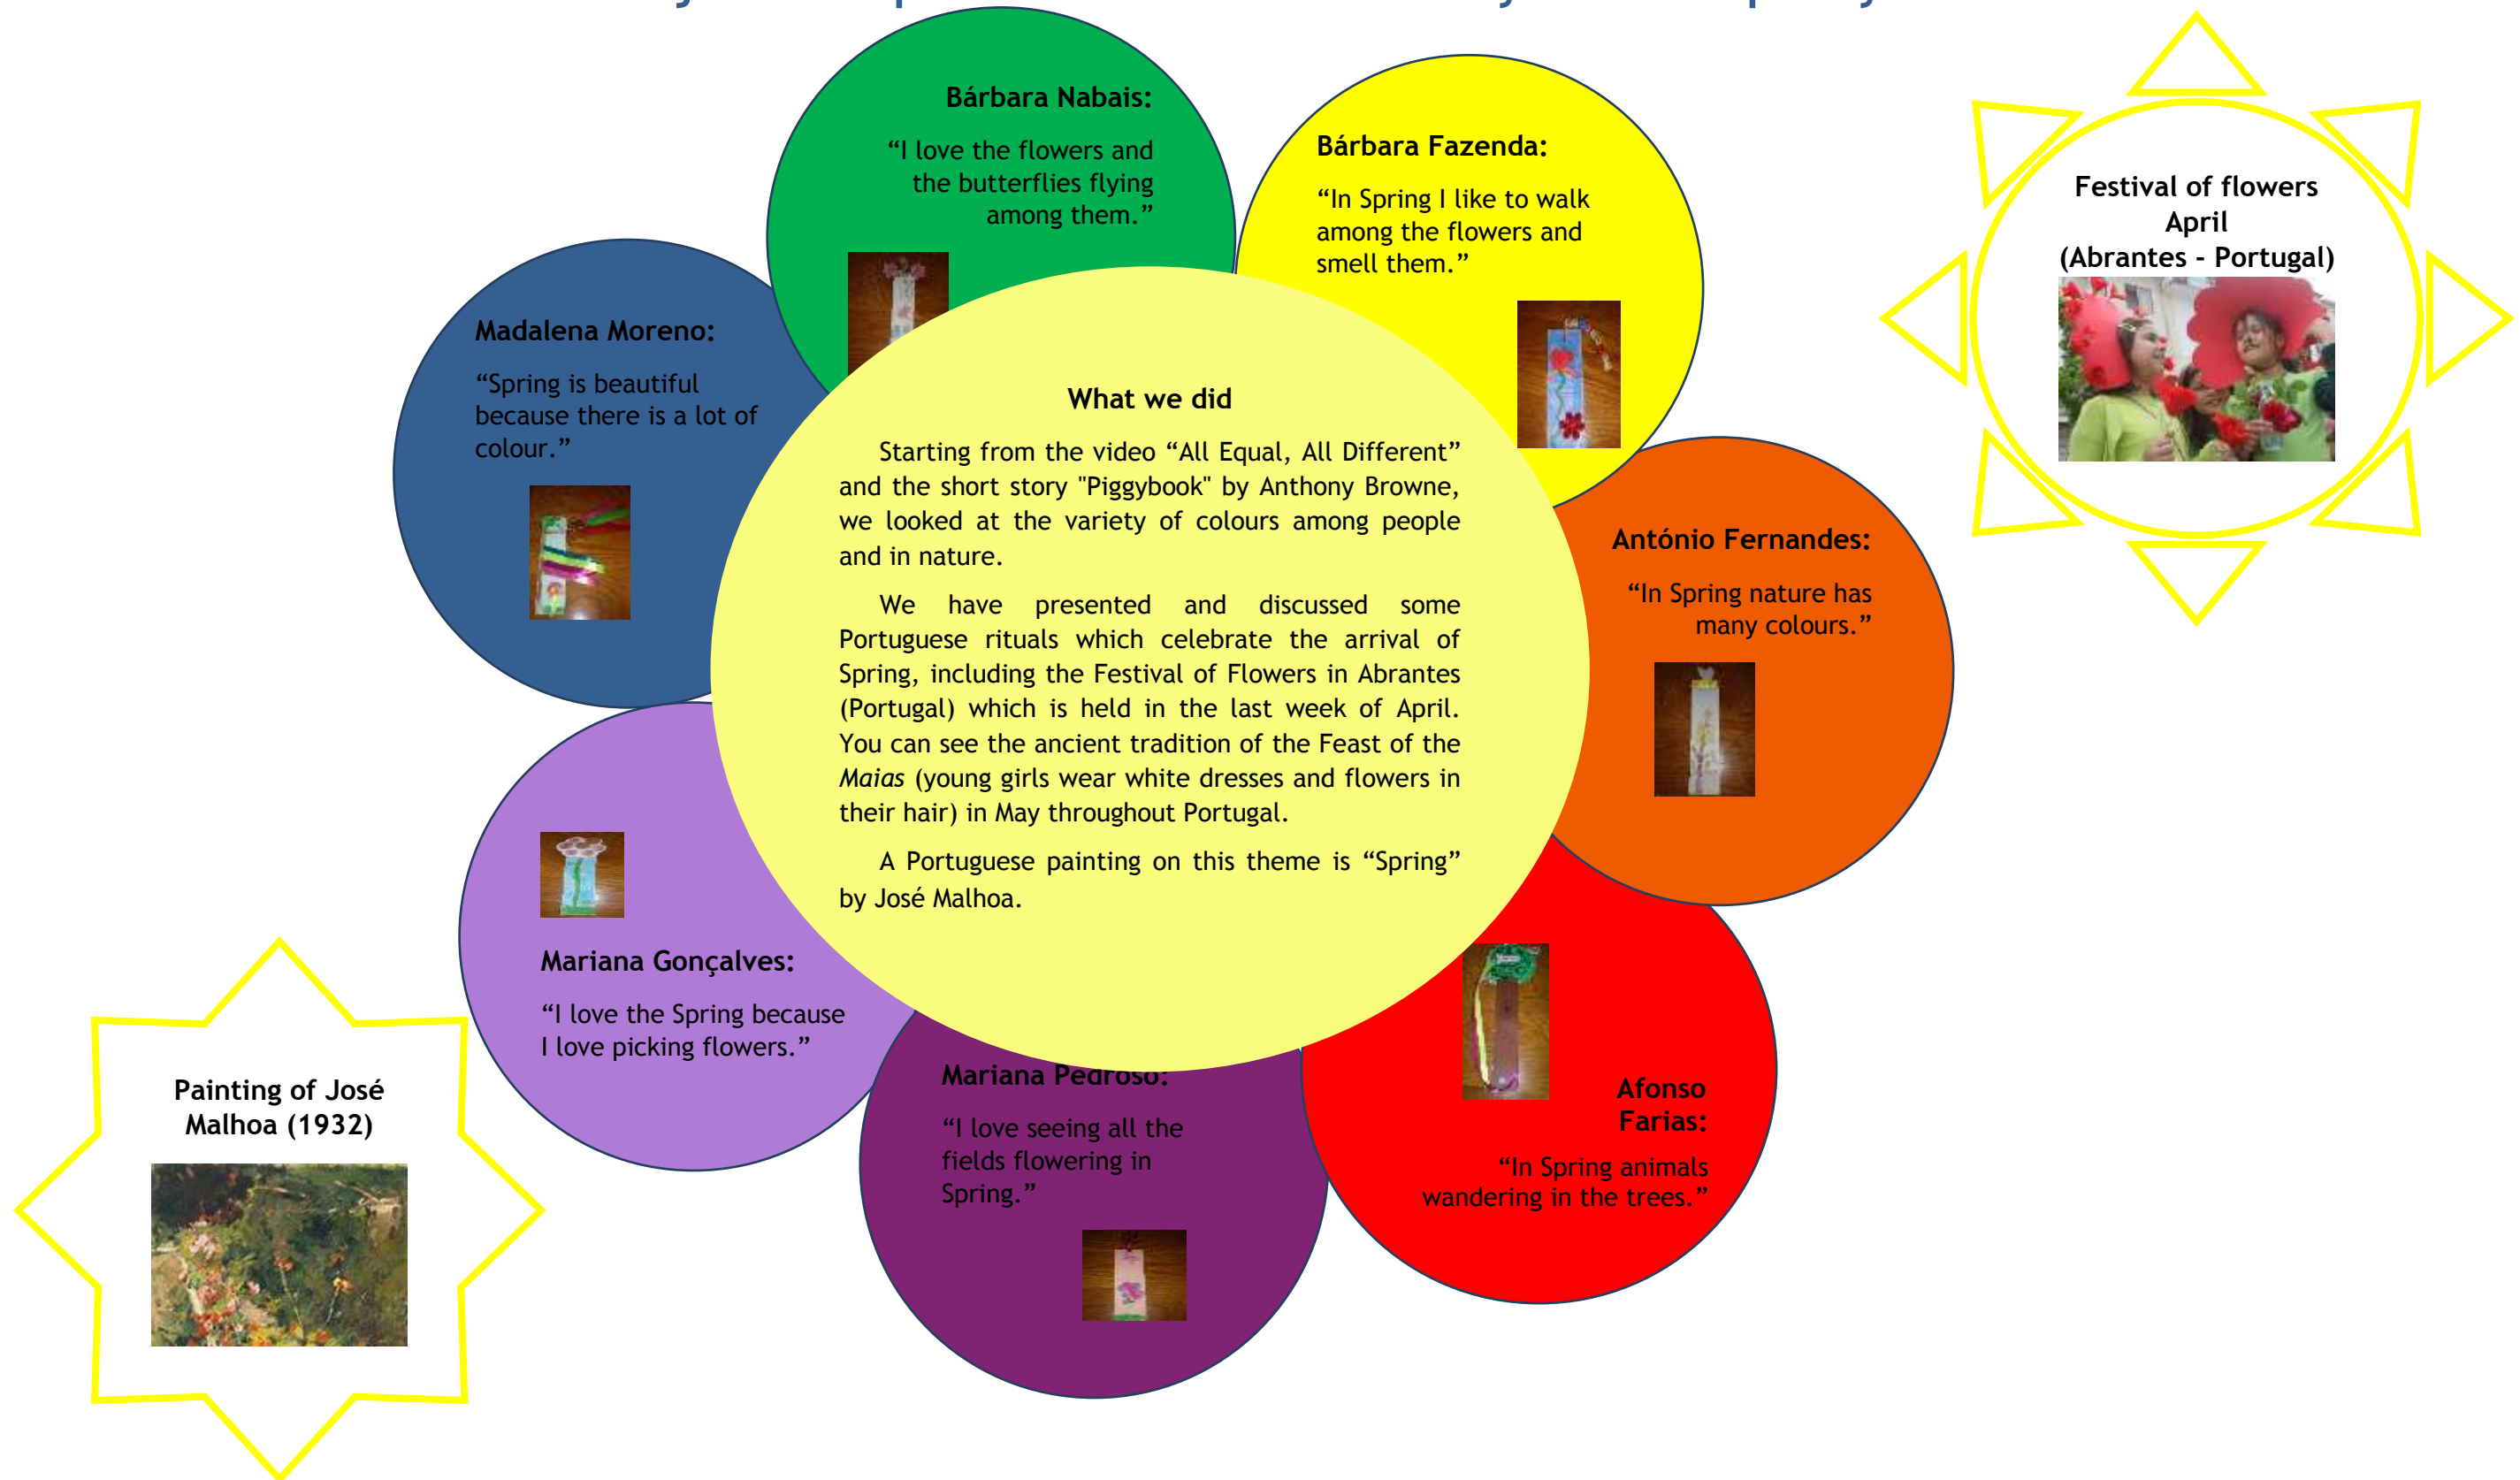 Bárbara Nabais:
“I love the flowers and
the butterflies flying
among them.”
Bárbara Fazenda:
“In Spring I like to walk
among the flowers and
smell them.”
Festival of flowers
April
(Abrantes - Portugal)
Madalena Moreno:
“Spring is beautiful
because there is a lot of
colour.”
What we did
Starting from the video “All Equal, All Different”
and the short story "Piggybook" by Anthony Browne,
we looked at the variety of colours among people
and in nature.
We have presented and discussed some
Portuguese rituals which celebrate the arrival of
Spring, including the Festival of Flowers in Abrantes
(Portugal) which is held in the last week of April.
You can see the ancient tradition of the Feast of the
Maias (young girls wear white dresses and flowers in
their hair) in May throughout Portugal.
A Portuguese painting on this theme is “Spring”
by José Malhoa.
António Fernandes:
“In Spring nature has
many colours.”
Mariana Gonçalves:
“I love the Spring because
I love picking flowers.”
Mariana Pedroso:
“I love seeing all the
fields flowering in
Spring.”
Afonso
Farias:
“In Spring animals
wandering in the trees.”
Painting of José
Malhoa (1932)